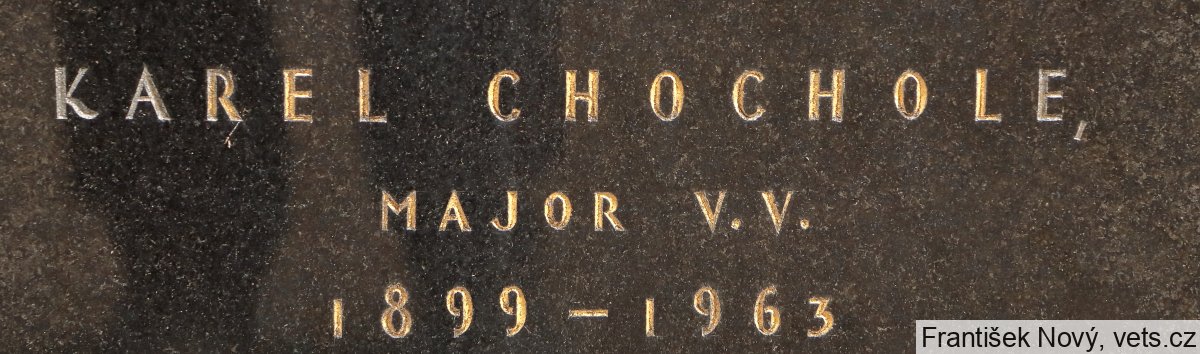 KAREL CHOCHOLE,
MAJOR V.V.
1899–1963
František Nový, vets.cz